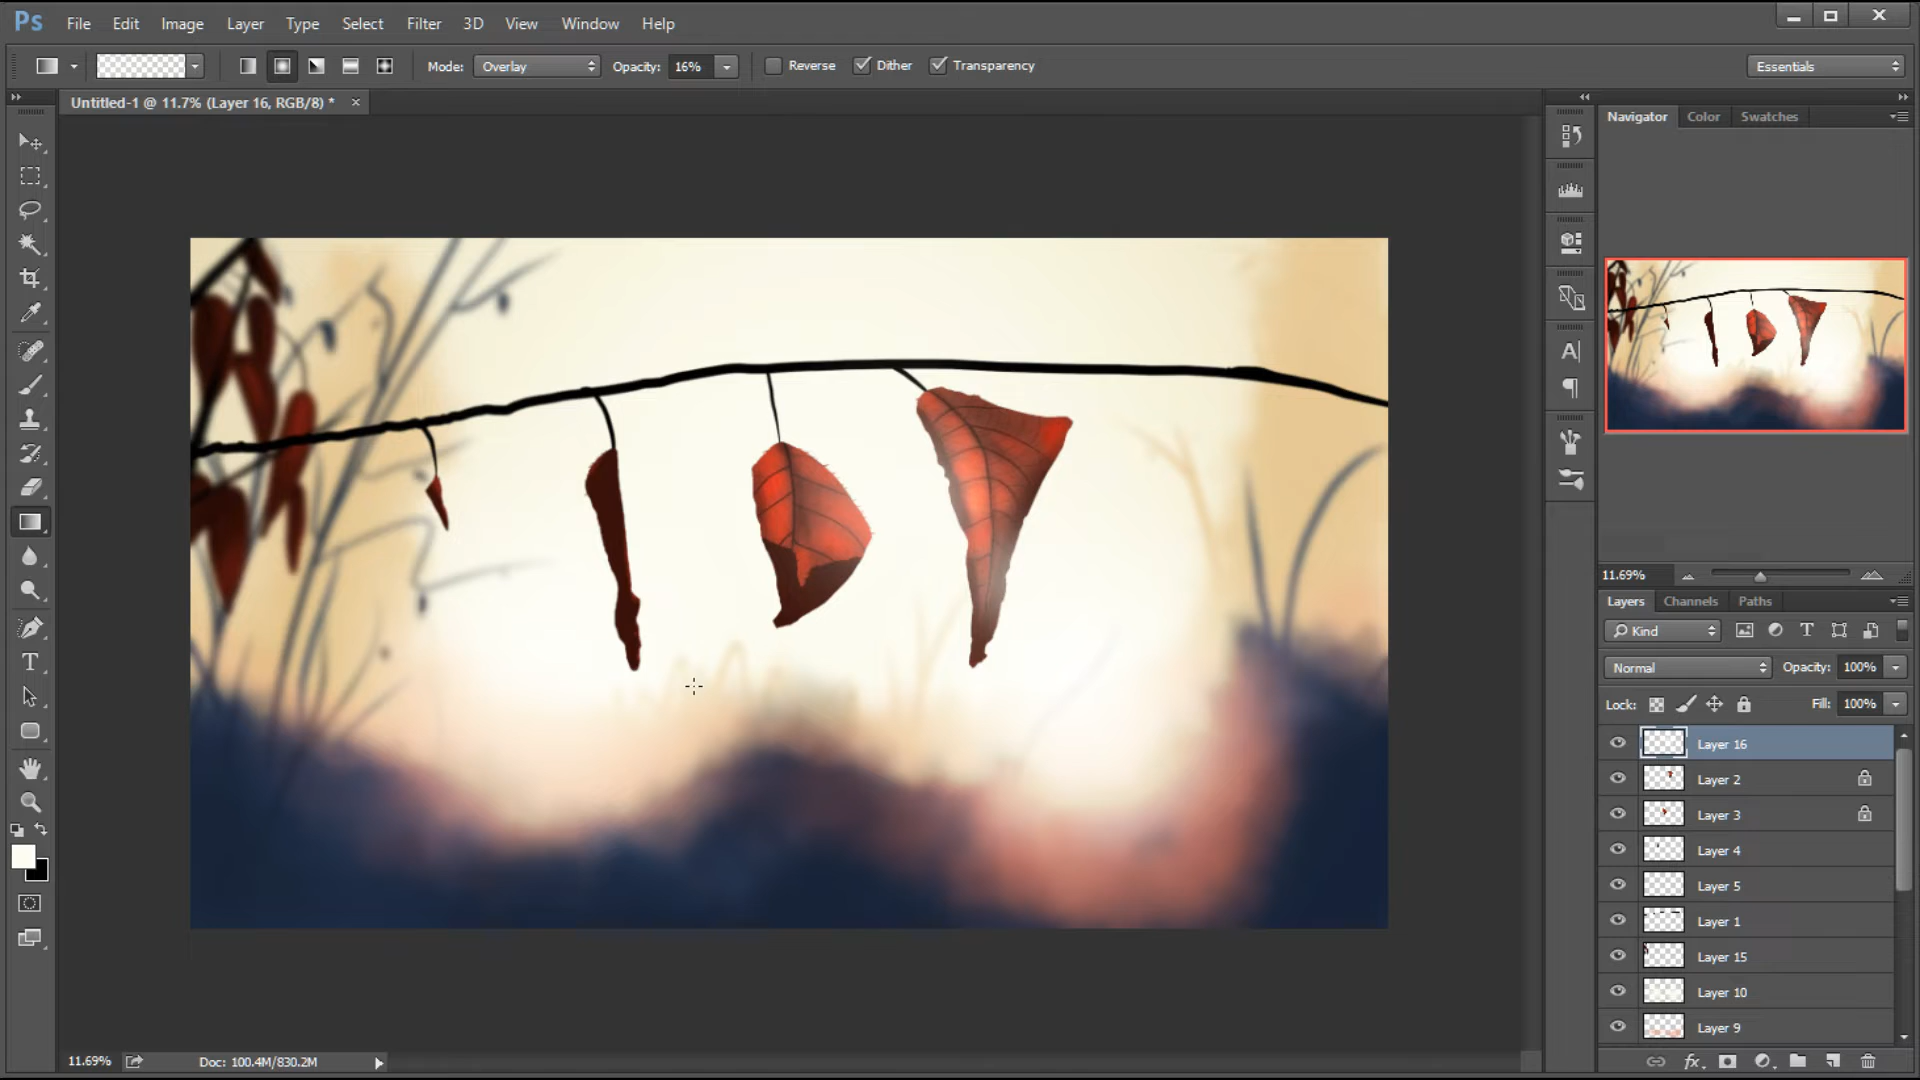 Ps File Edit Image Layer Type Select Filter 3D View Window Help
Mode: Overlay Opacity: 16% Reverse Dither Transparency Essentials
Untitled-1 @ 11.7% (Layer 16, RGB/8) * ×
Navigator Color Swatches
A
T
11.69%
Layers Channels Paths
Kind T
Normal Opacity: 100%
Lock: Fill: 100%
Layer 16
Layer 2
Layer 3
Layer 4
Layer 5
Layer 1
Layer 15
Layer 10
Layer 9
11.69% Doc: 100.4M/830.2M
fx